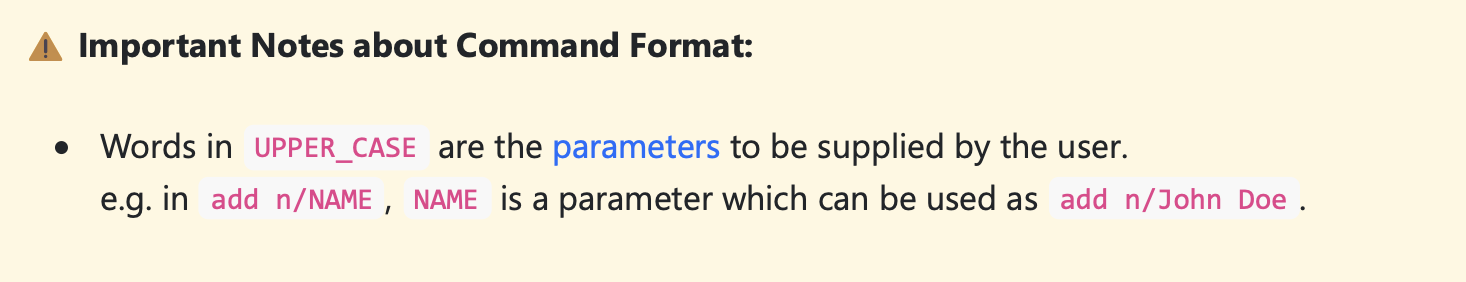 Important Notes about Command Format:
Words in UPPER_CASE are the parameters to be supplied by the user.
e.g. in add n/NAME, NAME is a parameter which can be used as add n/John Doe.